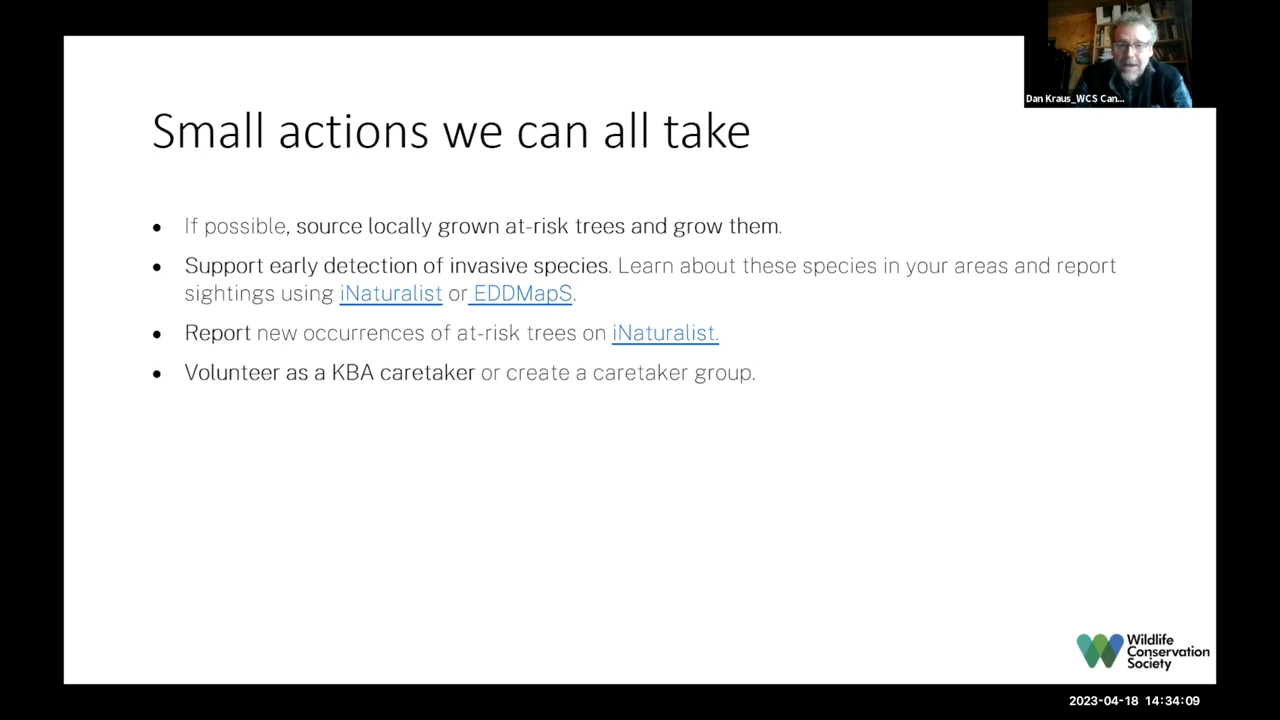 Dan Kraus_WCS Can...
Small actions we can all take
• If possible, source locally grown at-risk trees and grow them.
• Support early detection of invasive species. Learn about these species in your areas and report
sightings using iNaturalist or EDDMapS.
• Report new occurrences of at-risk trees on iNaturalist.
• Volunteer as a KBA caretaker or create a caretaker group.
Wildlife
Conservation
Society
2023-04-18 14:34:09